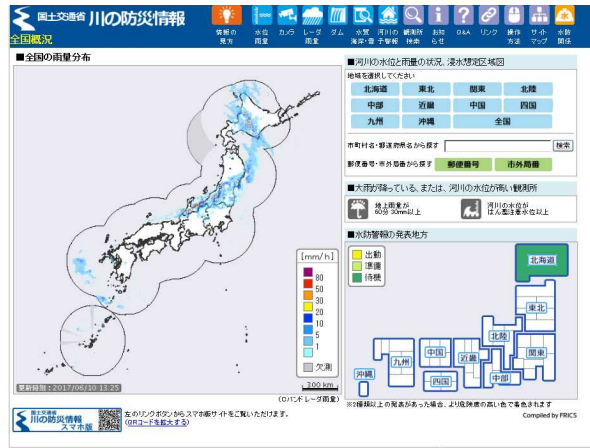 国土交通省 川の防災情報
全国概況
情報の見方
水位雨量
カメラ
レーダ雨量
ダム
水質海岸・雪
河川の予警報
観測所検索
お知らせ
Q&A
リンク
操作方法
サイトマップ
水防関係
■全国の雨量分布
[mm/h]
80
50
30
20
10
5
1
欠測
200 km
更新時刻:2017/06/10 13:25
(Cバンドレーダ雨量)
国土交通省
川の防災情報
スマホ版
左のリンクボタンからスマホ版サイトをご覧いただけます。
(QRコードを拡大する)
■河川の水位と雨量の状況、浸水想定区域図
地域を選択してください
北海道 東北 関東 北陸
中部 近畿 中国 四国
九州 沖縄 全国
市町村名・都道府県名から探す 検索
郵便番号・市外局番から探す 郵便番号 市外局番
■大雨が降っている、または、河川の水位が高い観測所
地上雨量が
60分 30mm以上
河川の水位が
はん濫注意水位以上
■水防警報の発表地方
出動
準備
待機
北海道
東北
北陸
関東
中国
近畿
九州
中部
四国
沖縄
※2種類以上の発表があった場合、より危険度の高い色で着色されます
Compiled by FRICS